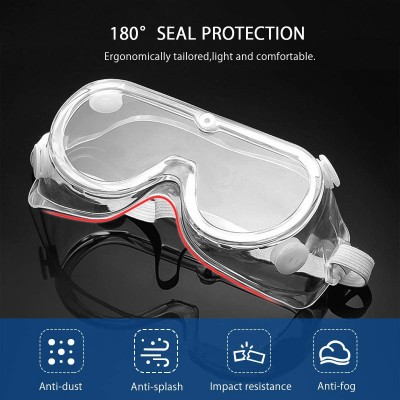 180° SEAL PROTECTION
Ergonomically tailored,light and comfortable.
Anti-dust
Anti-splash
Impact resistance
Anti-fog